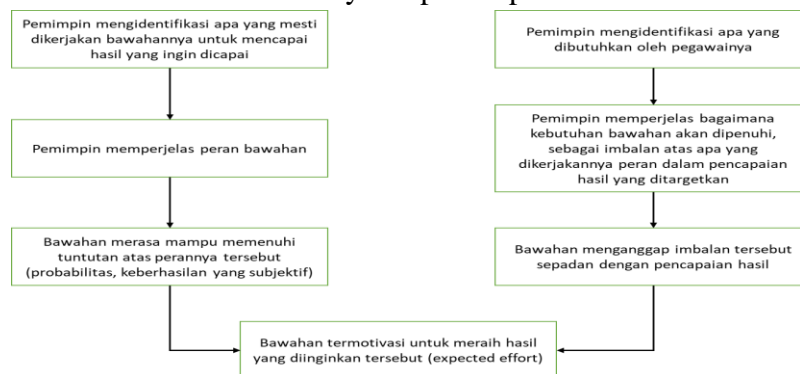 Pemimpin mengidentifikasi apa yang mesti
dikerjakan bawahannya untuk mencapai
hasil yang ingin dicapai
Pemimpin mengidentifikasi apa yang
dibutuhkan oleh pegawainya
Pemimpin memperjelas peran bawahan
Pemimpin memperjelas bagaimana
kebutuhan bawahan akan dipenuhi,
sebagai imbalan atas apa yang
dikerjakannya peran dalam pencapaian
hasil yang ditargetkan
Bawahan merasa mampu memenuhi
tuntutan atas perannya tersebut
(probabilitas, keberhasilan yang subjektif)
Bawahan menganggap imbalan tersebut
sepadan dengan pencapaian hasil
Bawahan termotivasi untuk meraih hasil
yang diinginkan tersebut (expected effort)